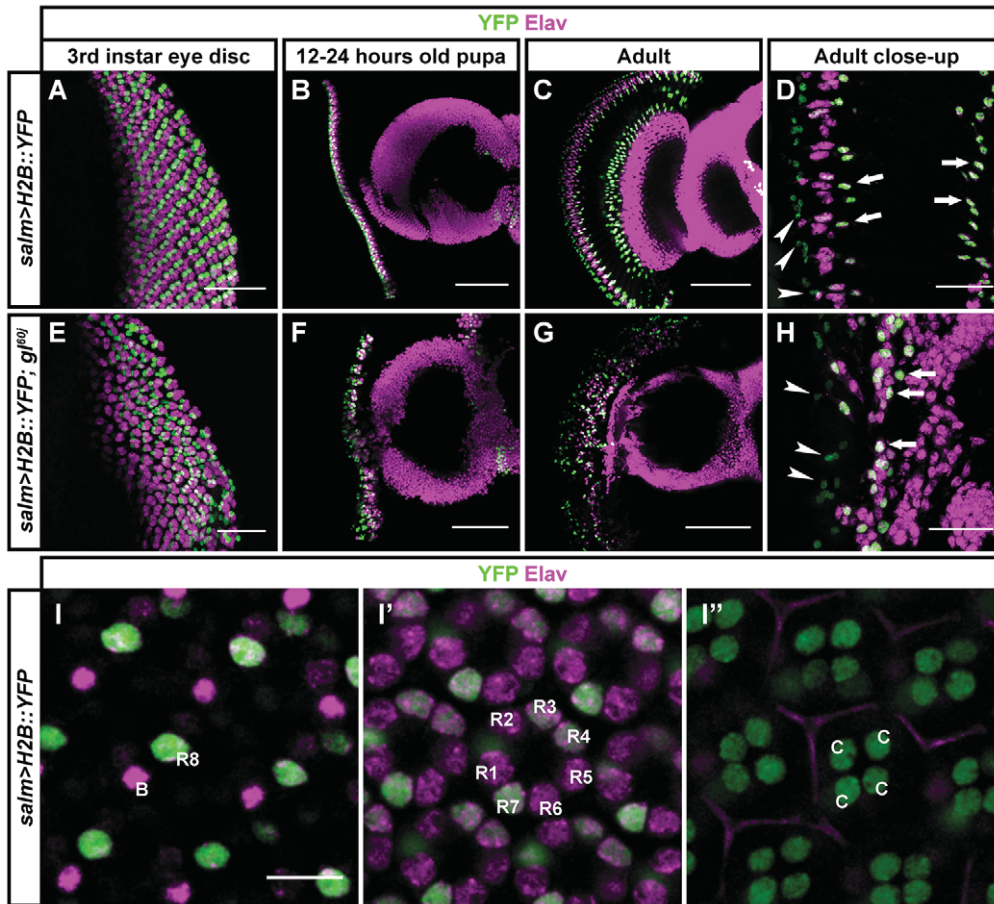 YFP Elav
3rd instar eye disc
12-24 hours old pupa
Adult
Adult close-up
salm>H2B::YFP
A
B
C
D
salm>H2B::YFP; gl60j
E
F
G
H
YFP Elav
salm>H2B::YFP
I
R8
B
I'
R3
R2
R4
R1
R5
R7
R6
I''
C
C
C
C